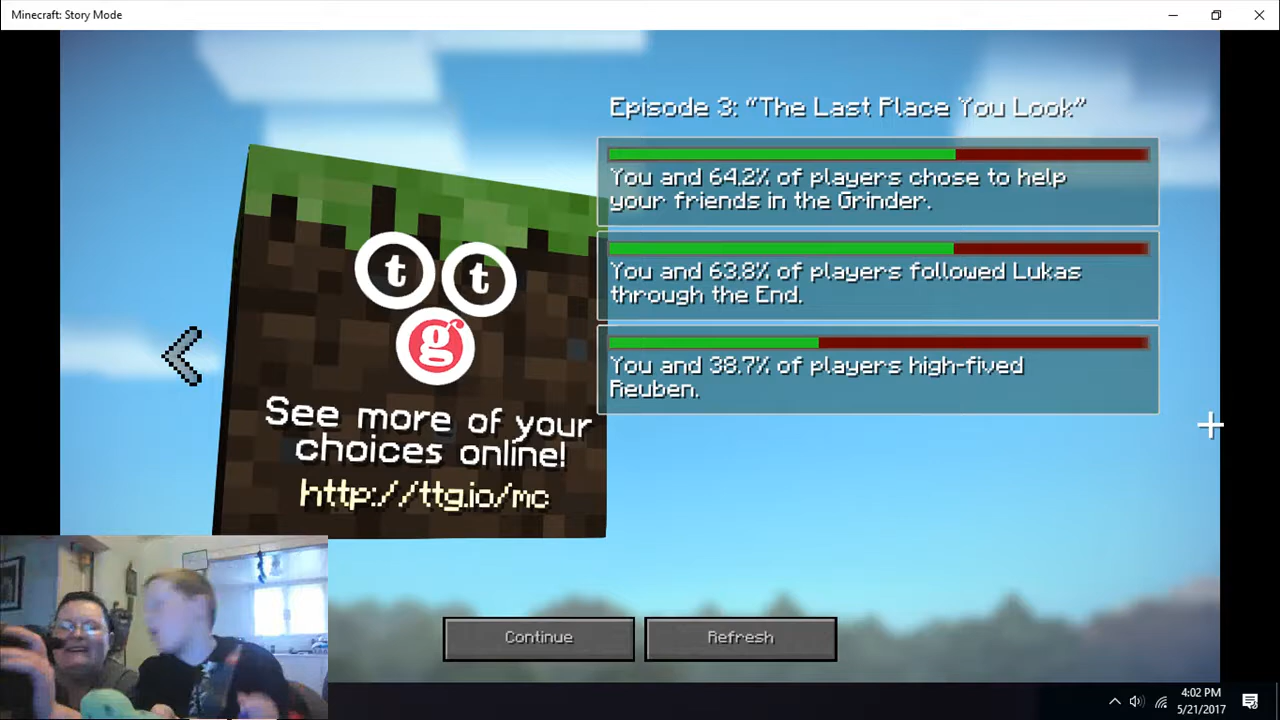 Minecraft: Story Mode
Episode 3: "The Last Place You Look"
You and 64.2% of players chose to help
your friends in the Grinder.
You and 63.8% of players followed Lukas
through the End.
You and 38.7% of players high-fived
Reuben.
t t
g
See more of your
choices online!
http://ttg.io/mc
Continue
Refresh
4:02 PM
5/21/2017